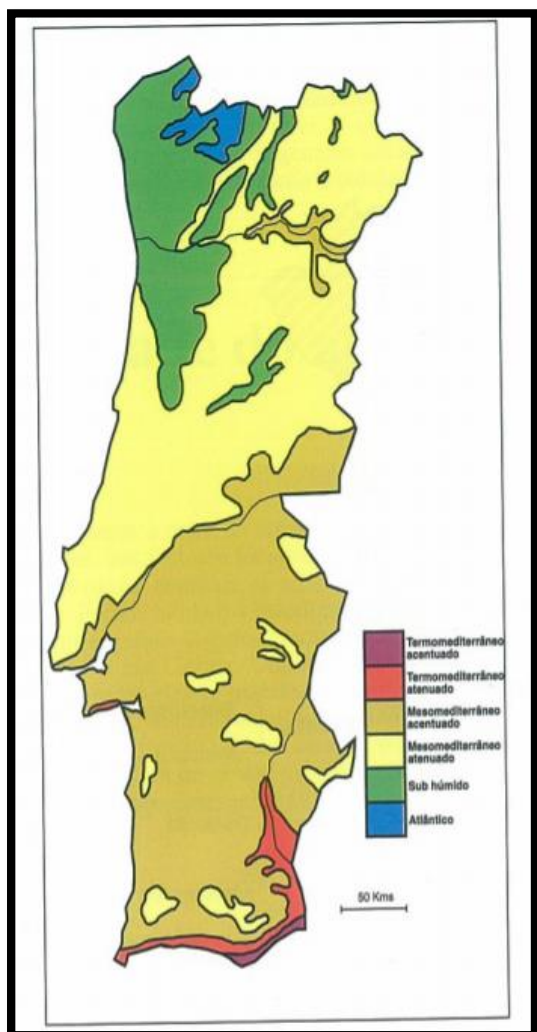 Termomediterrâneo
acentuado
Termomediterrâneo
atenuado
Mesomediterrâneo
acentuado
Mesomediterrâneo
atenuado
Sub húmido
Atlântico
50 Kms